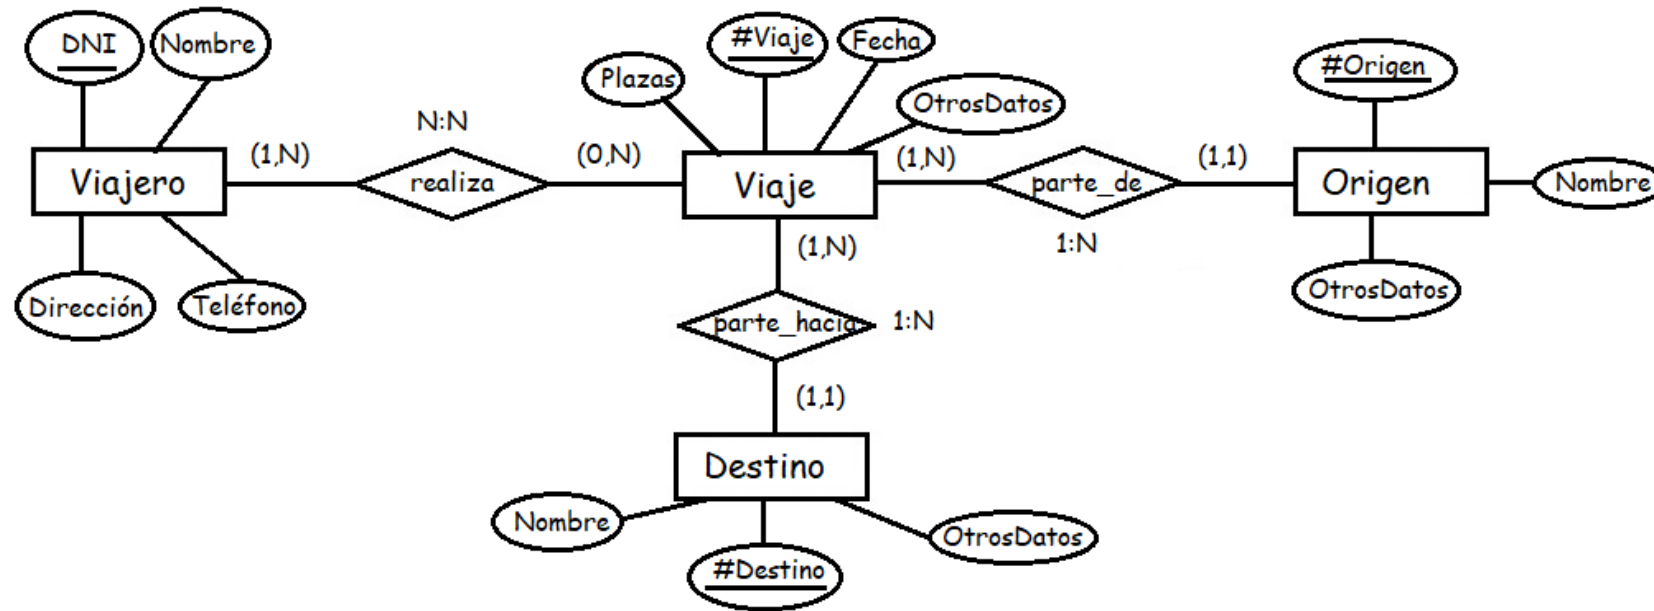 DNI
Nombre
#Viaje
Fecha
Plazas
OtrosDatos
#Origen
N:N
(1,N)
(0,N)
(1,N)
(1,1)
Viajero
realiza
Viaje
parte_de
Origen
Nombre
(1,N)
1:N
Dirección
Teléfono
OtrosDatos
parte_hacia
1:N
(1,1)
Destino
Nombre
OtrosDatos
#Destino